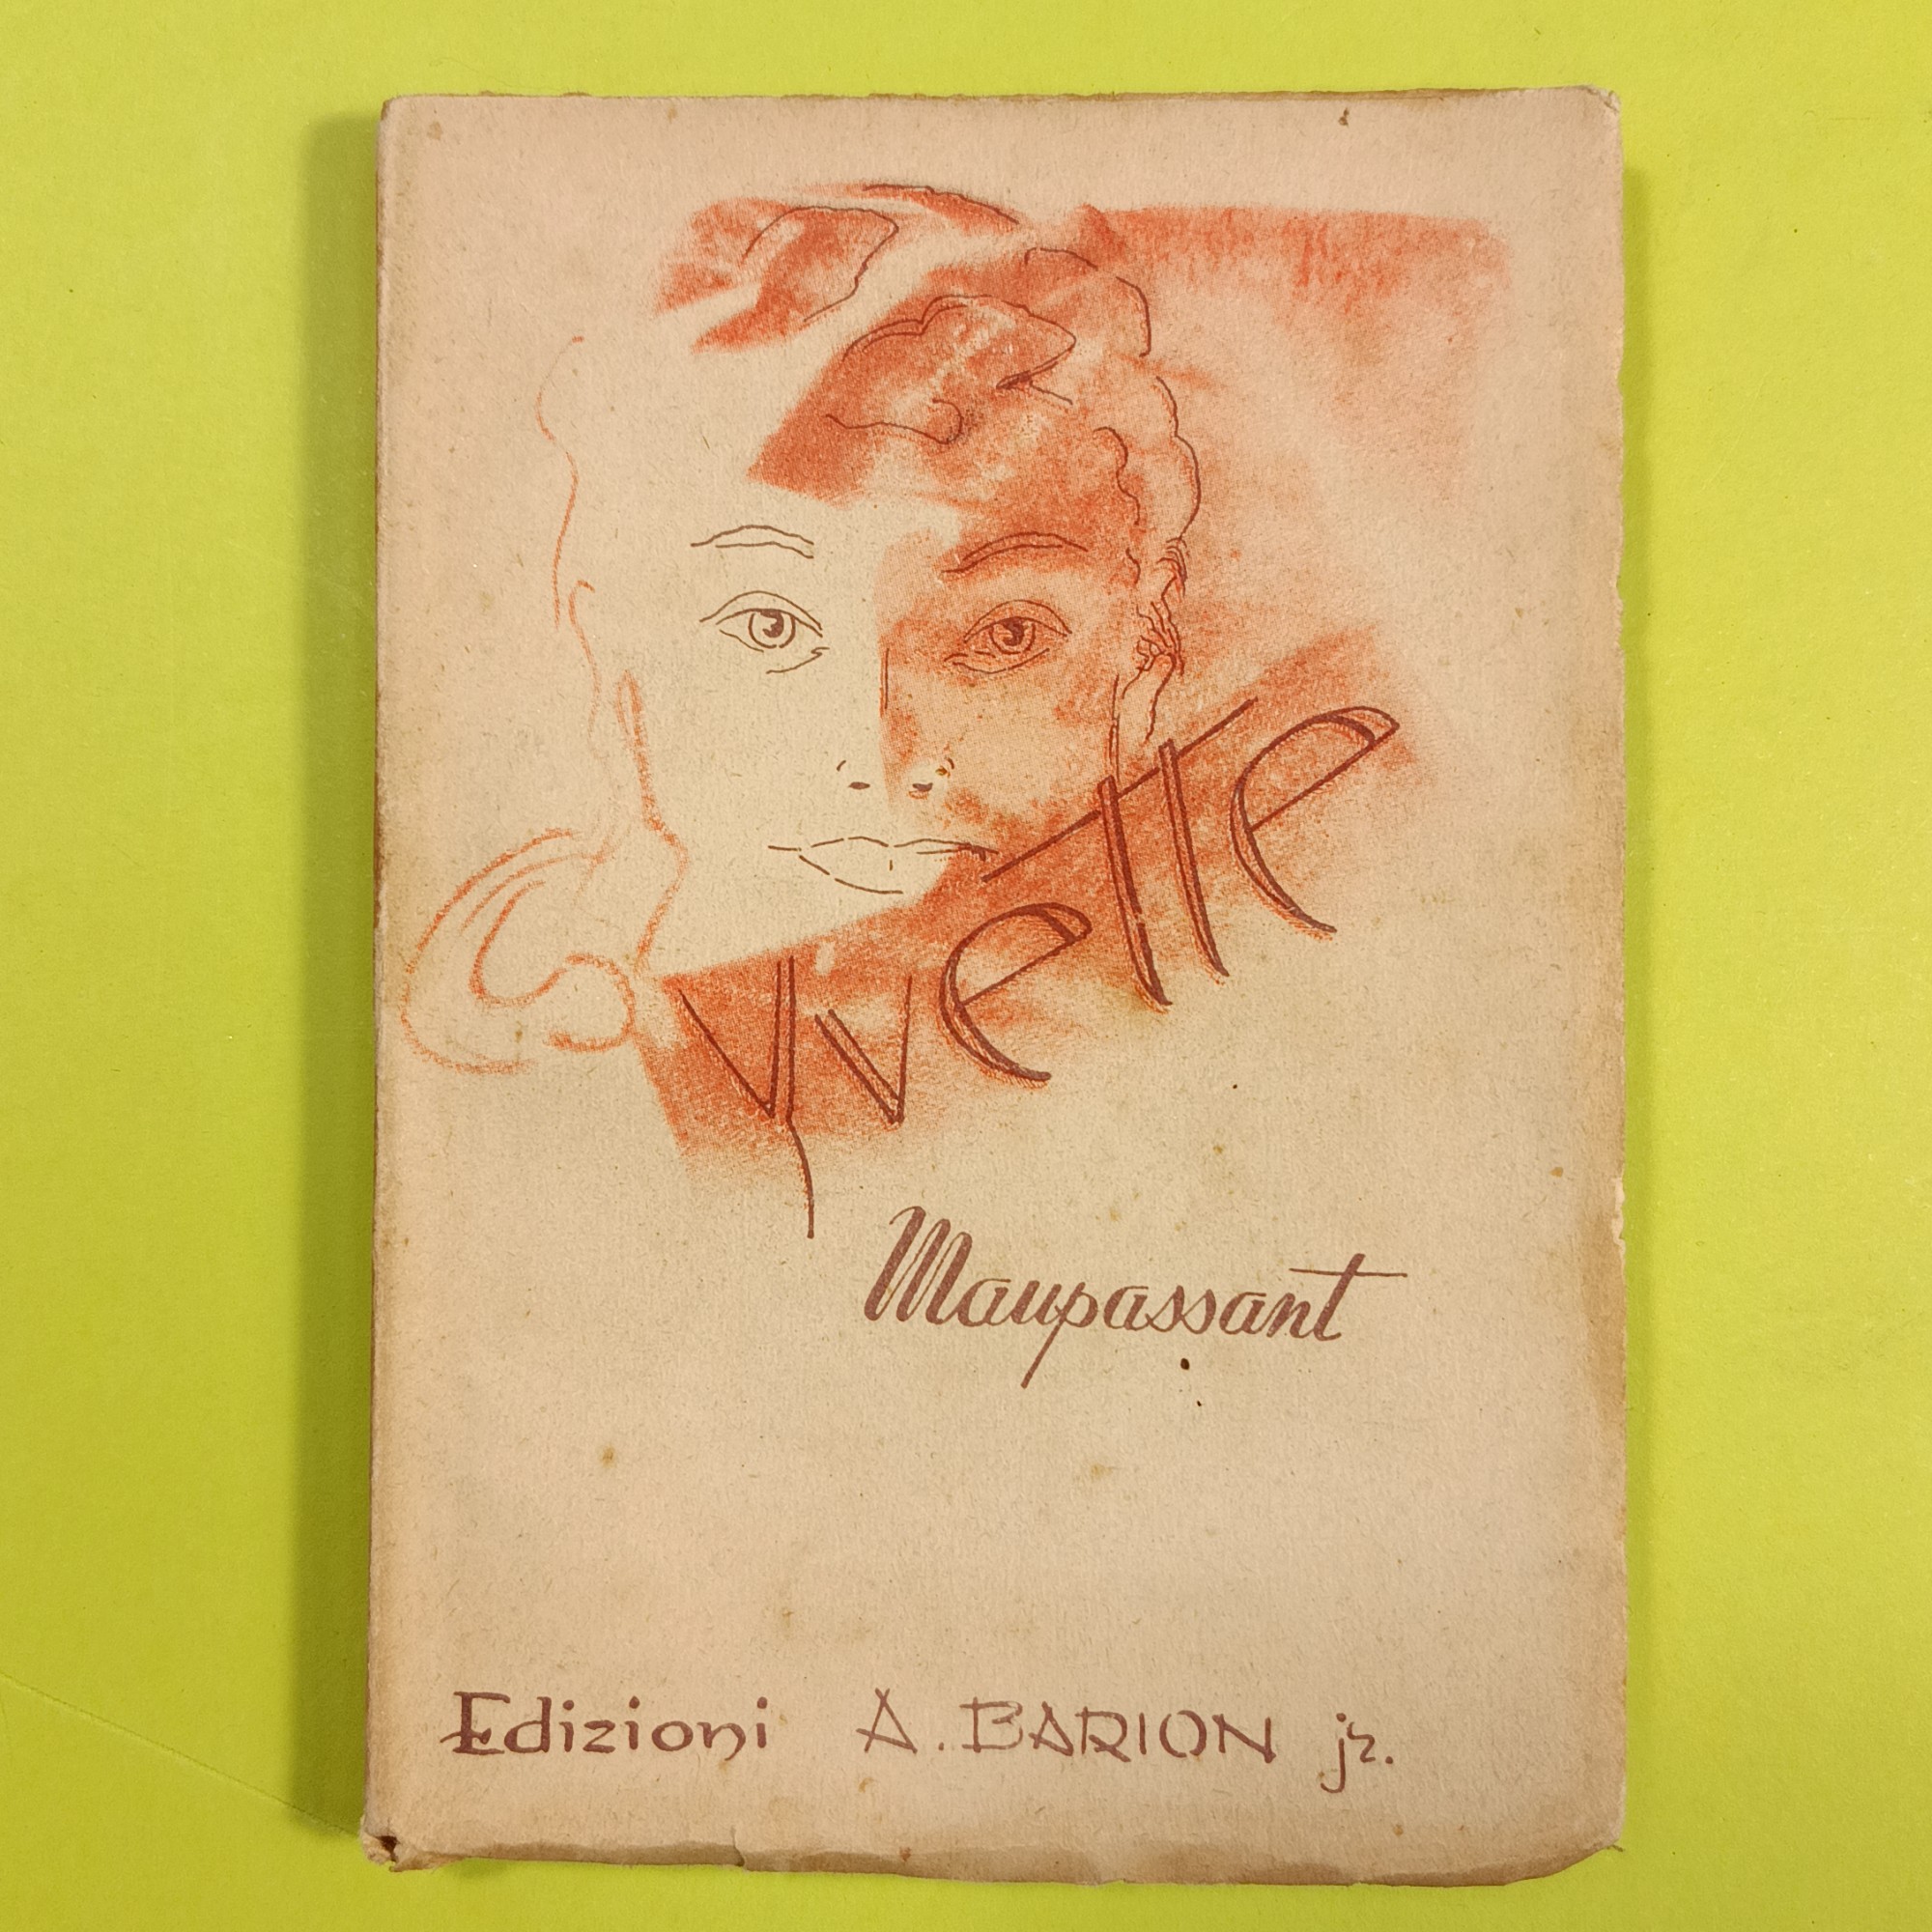 Yvette
Maupassant
Edizioni A. BARION jr.